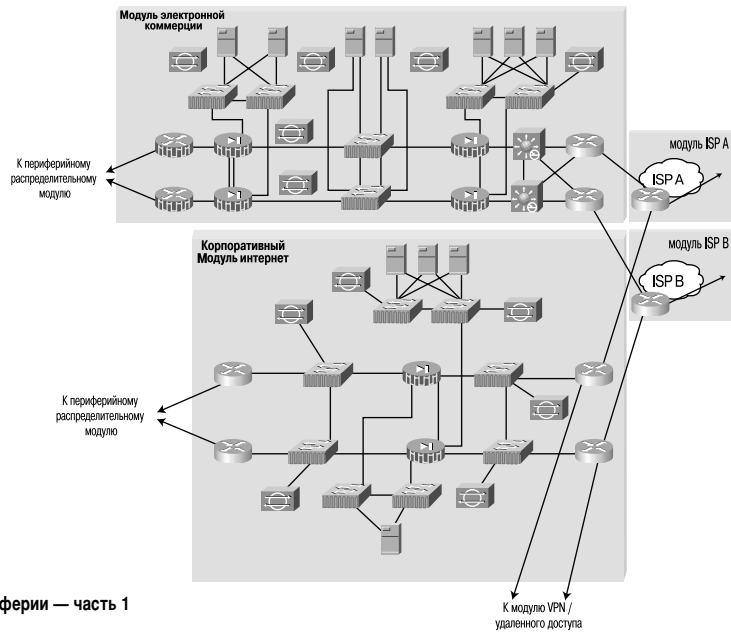 Модуль электронной
коммерции
К периферийному
распределительному
модулю
модуль ISP A
ISP A
модуль ISP B
ISP B
Корпоративный
Модуль интернет
К периферийному
распределительному
модулю
ферии — часть 1
К модулю VPN /
удаленного доступа